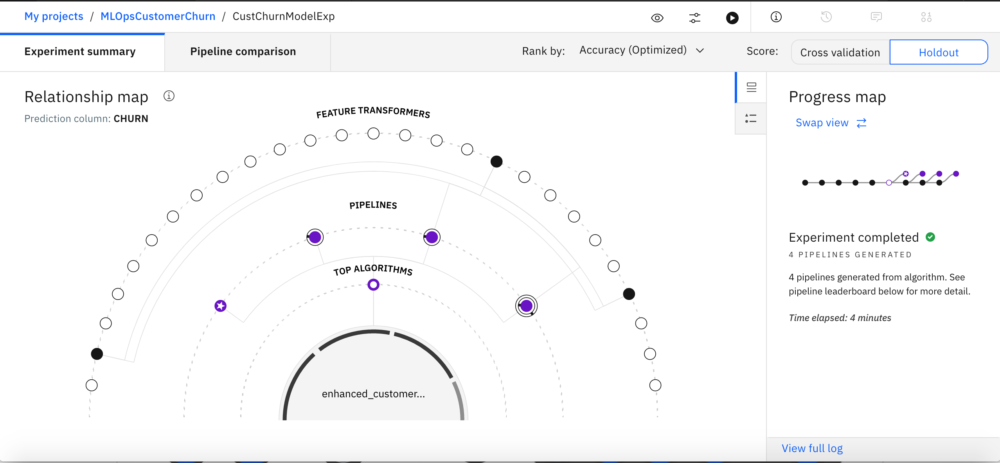 My projects / MLOpsCustomerChurn / CustChurnModelExp
Experiment summary
Pipeline comparison
Rank by: Accuracy (Optimized)
Score: Cross validation Holdout
Relationship map
Prediction column: CHURN
FEATURE TRANSFORMERS
PIPELINES
TOP ALGORITHMS
enhanced_customer...
Progress map
Swap view
Experiment completed
4 PIPELINES GENERATED
4 pipelines generated from algorithm. See
pipeline leaderboard below for more detail.
Time elapsed: 4 minutes
View full log